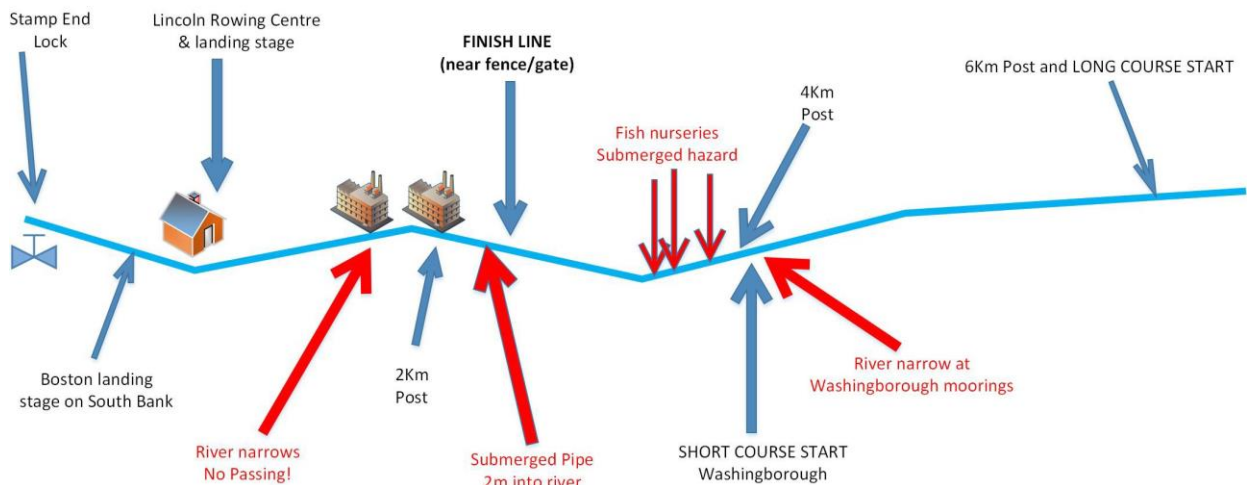 Stamp End
Lock
Lincoln Rowing Centre
& landing stage
FINISH LINE
(near fence/gate)
6Km Post and LONG COURSE START
4Km
Post
Fish nurseries
Submerged hazard
Boston landing
stage on South Bank
2Km
Post
River narrow at
Washingborough moorings
River narrows
No Passing!
Submerged Pipe
2m into river
SHORT COURSE START
Washingborough